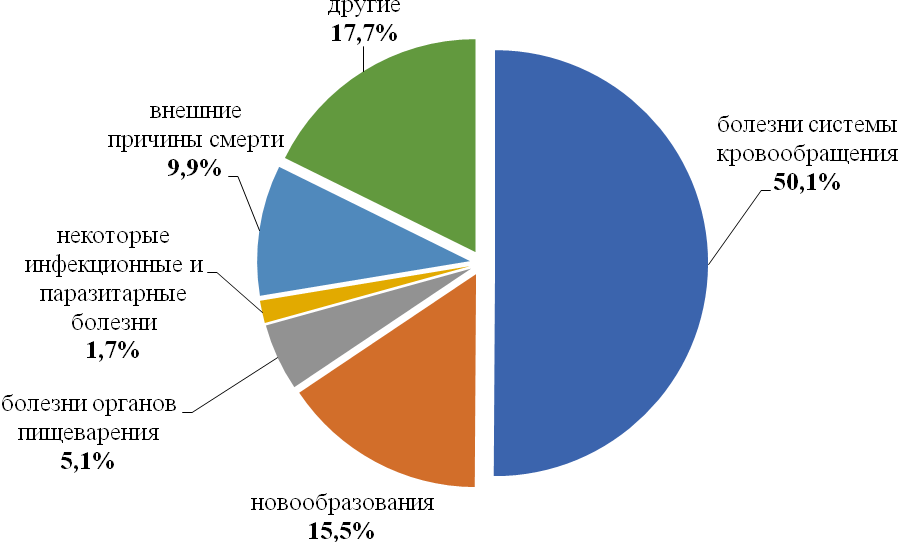 другие
17,7%
внешние
причины смерти
9,9%
болезни системы
кровообращения
50,1%
некоторые
инфекционные и
паразитарные
болезни
1,7%
болезни органов
пищеварения
5,1%
новообразования
15,5%